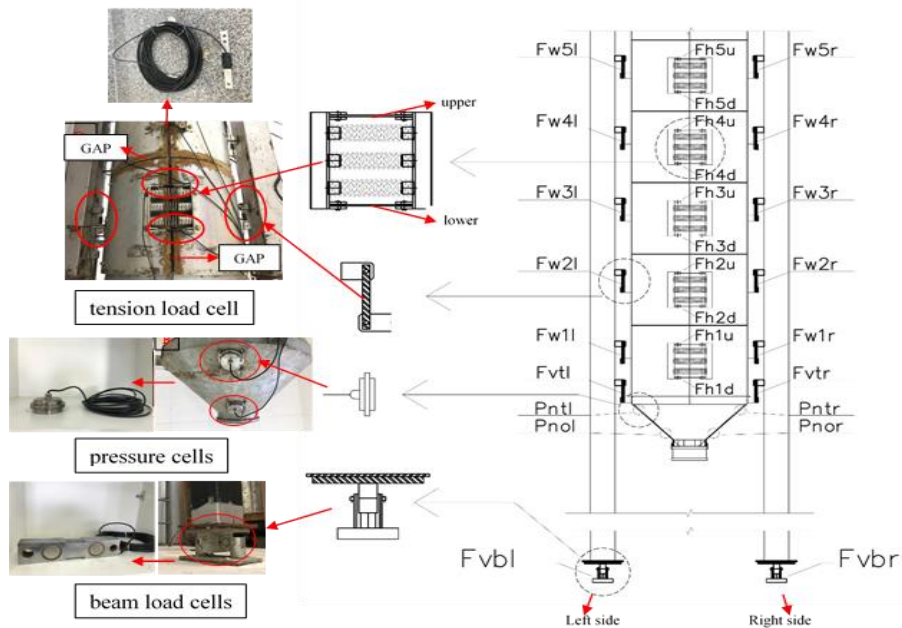 GAP
GAP
tension load cell
pressure cells
beam load cells
upper
lower
Fw5l
Fh5u
Fw5r
Fh5d
Fw4l
Fh4u
Fw4r
Fh4d
Fw3l
Fh3u
Fw3r
Fh3d
Fw2l
Fh2u
Fw2r
Fh2d
Fw1l
Fh1u
Fw1r
Fvtl
Fh1d
Fvtr
Pntl
Pntr
Pnol
Pnor
Fvbl
Fvbr
Left side
Right side